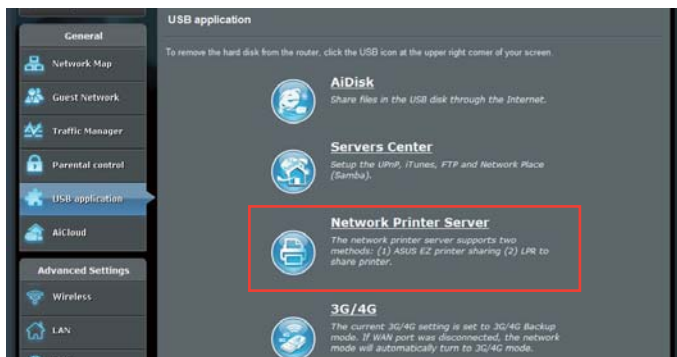 USB application
General
To remove the hard disk from the router, click the USB icon at the upper right corner of your screen.
Network Map
Guest Network
Traffic Manager
Parental control
USB application
AiCloud
Advanced Settings
Wireless
LAN
AiDisk
Share files in the USB disk through the Internet.
Servers Center
Setup the UPnP, iTunes, FTP and Network Place
(Samba).
Network Printer Server
The network printer server supports two
methods: (1) ASUS EZ printer sharing (2) LPR to
share printer.
3G/4G
The current 3G/4G setting is set to 3G/4G Backup
mode. If WAN port was disconnected, the network
mode will automatically turn to 3G/4G mode.